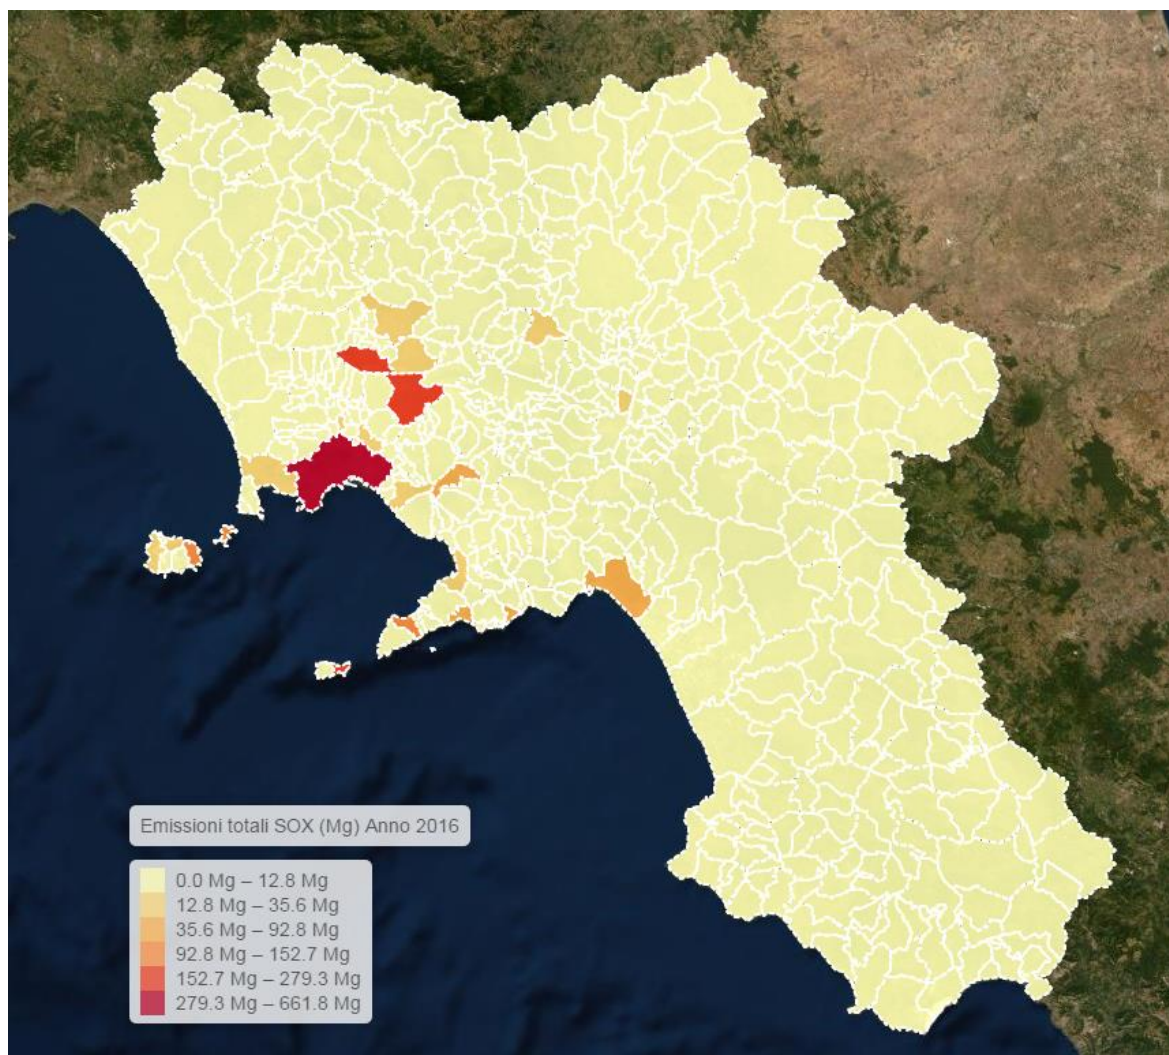 Emissioni totali SOX (Mg) Anno 2016
0.0 Mg – 12.8 Mg
12.8 Mg – 35.6 Mg
35.6 Mg – 92.8 Mg
92.8 Mg – 152.7 Mg
152.7 Mg – 279.3 Mg
279.3 Mg – 661.8 Mg